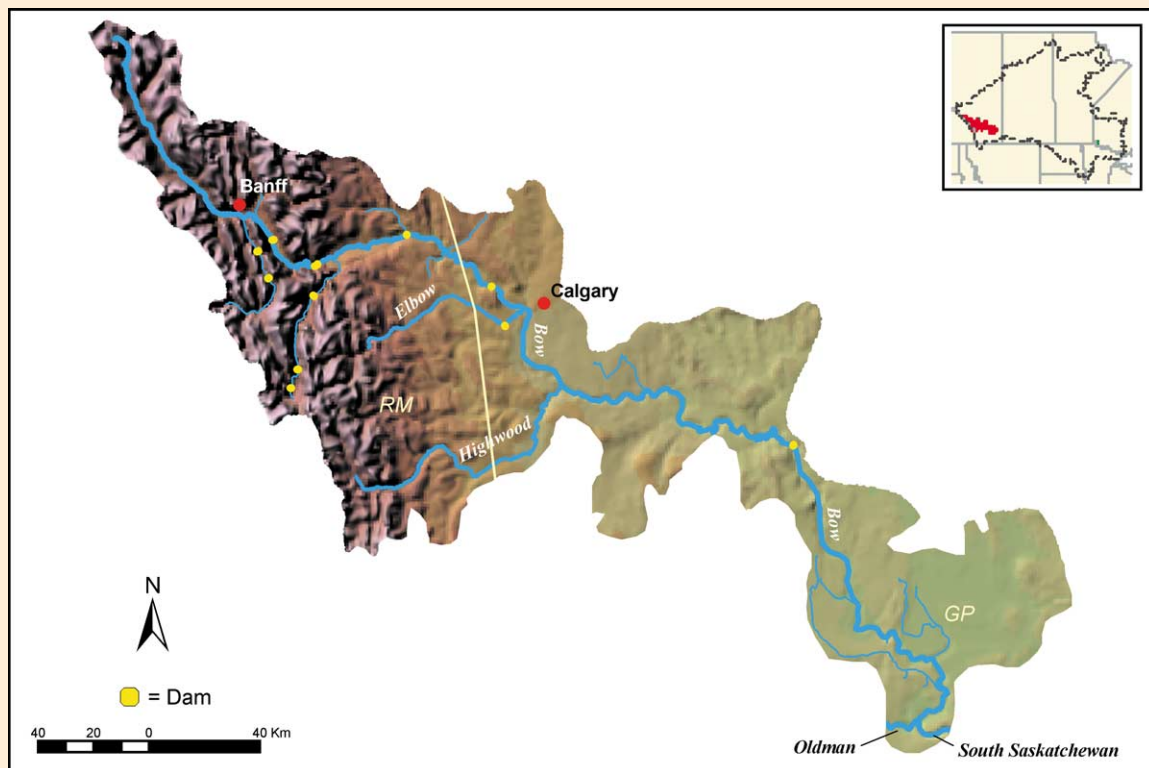 Banff
Calgary
Elbow
Bow
RM
Highwood
Bow
GP
N
= Dam
40 20 0 40 Km
Oldman
South Saskatchewan